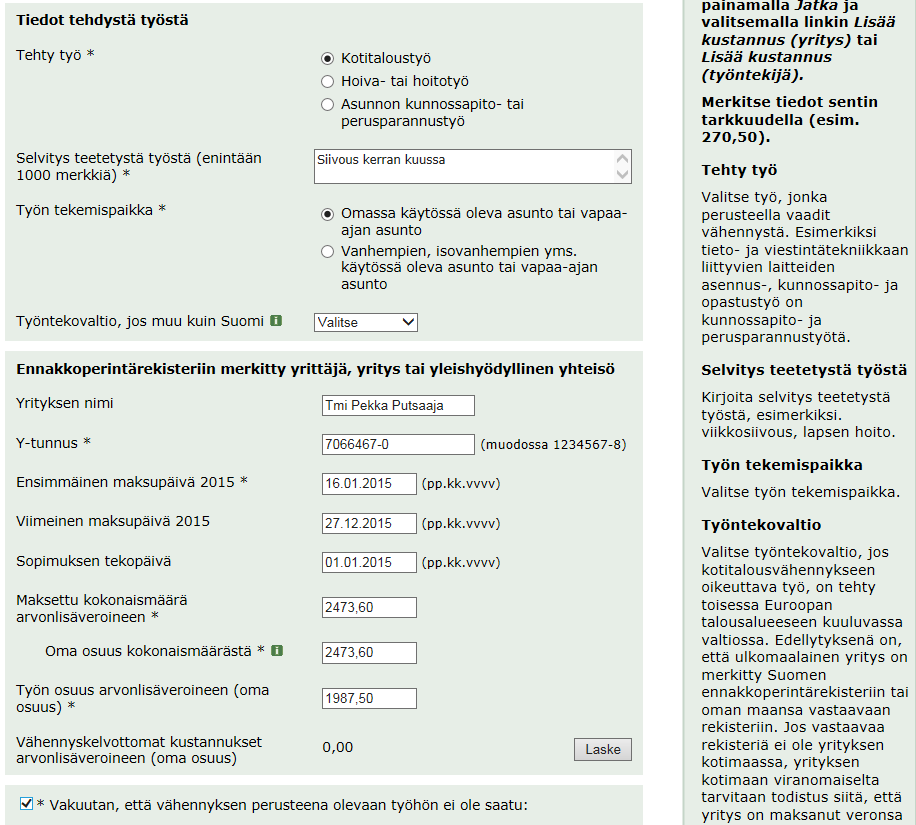 Tiedot tehdystä työstä
Tehty työ *
Kotitaloustyö
Hoiva- tai hoitotyö
Asunnon kunnossapito- tai
perusparannustyö
Selvitys teetetystä työstä (enintään
1000 merkkiä) *
Siivous kerran kuussa
Työn tekemispaikka *
Omassa käytössä oleva asunto tai vapaa-
ajan asunto
Vanhempien, isovanhempien yms.
käytössä oleva asunto tai vapaa-ajan
asunto
Työntekovaltio, jos muu kuin Suomi i
Valitse
Ennakkoperintärekisteriin merkitty yrittäjä, yritys tai yleishyödyllinen yhteisö
Yrityksen nimi
Tmi Pekka Putsaaja
Y-tunnus *
7066467-0 (muodossa 1234567-8)
Ensimmäinen maksupäivä 2015 *
16.01.2015 (pp.kk.vvvv)
Viimeinen maksupäivä 2015
27.12.2015 (pp.kk.vvvv)
Sopimuksen tekopäivä
01.01.2015 (pp.kk.vvvv)
Maksettu kokonaismäärä
arvonlisäveroineen *
2473,60
Oma osuus kokonaismäärästä * i
2473,60
Työn osuus arvonlisäveroineen (oma
osuus) *
1987,50
Vähennyskelvottomat kustannukset
arvonlisäveroineen (oma osuus)
0,00
Laske
* Vakuutan, että vähennyksen perusteena olevaan työhön ei ole saatu:
painamalla Jatka ja
valitsemalla linkin Lisää
kustannus (yritys) tai
Lisää kustannus
(työntekijä).
Merkitse tiedot sentin
tarkkuudella (esim.
270,50).
Tehty työ
Valitse työ, jonka
perusteella vaadit
vähennystä. Esimerkiksi
tieto- ja viestintätekniikkaan
liittyvien laitteiden
asennus-, kunnossapito- ja
opastustyö on
kunnossapito- ja
perusparannustyötä.
Selvitys teetetystä työstä
Kirjoita selvitys teetetystä
työstä, esimerkiksi.
viikkosiivous, lapsen hoito.
Työn tekemispaikka
Valitse työn tekemispaikka.
Työntekovaltio
Valitse työntekovaltio, jos
kotitalousvähennykseen
oikeuttava työ, on tehty
toisessa Euroopan
talousalueeseen kuuluvassa
valtiossa. Edellytyksenä on,
että ulkomaalainen yritys on
merkitty Suomen
ennakkoperintärekisteriin tai
oman maansa vastaavaan
rekisteriin. Jos vastaavaa
rekisteriä ei ole yrityksen
kotimaassa, yrityksen
kotimaan viranomaiselta
tarvitaan todistus siitä, että
yritys on maksanut veronsa